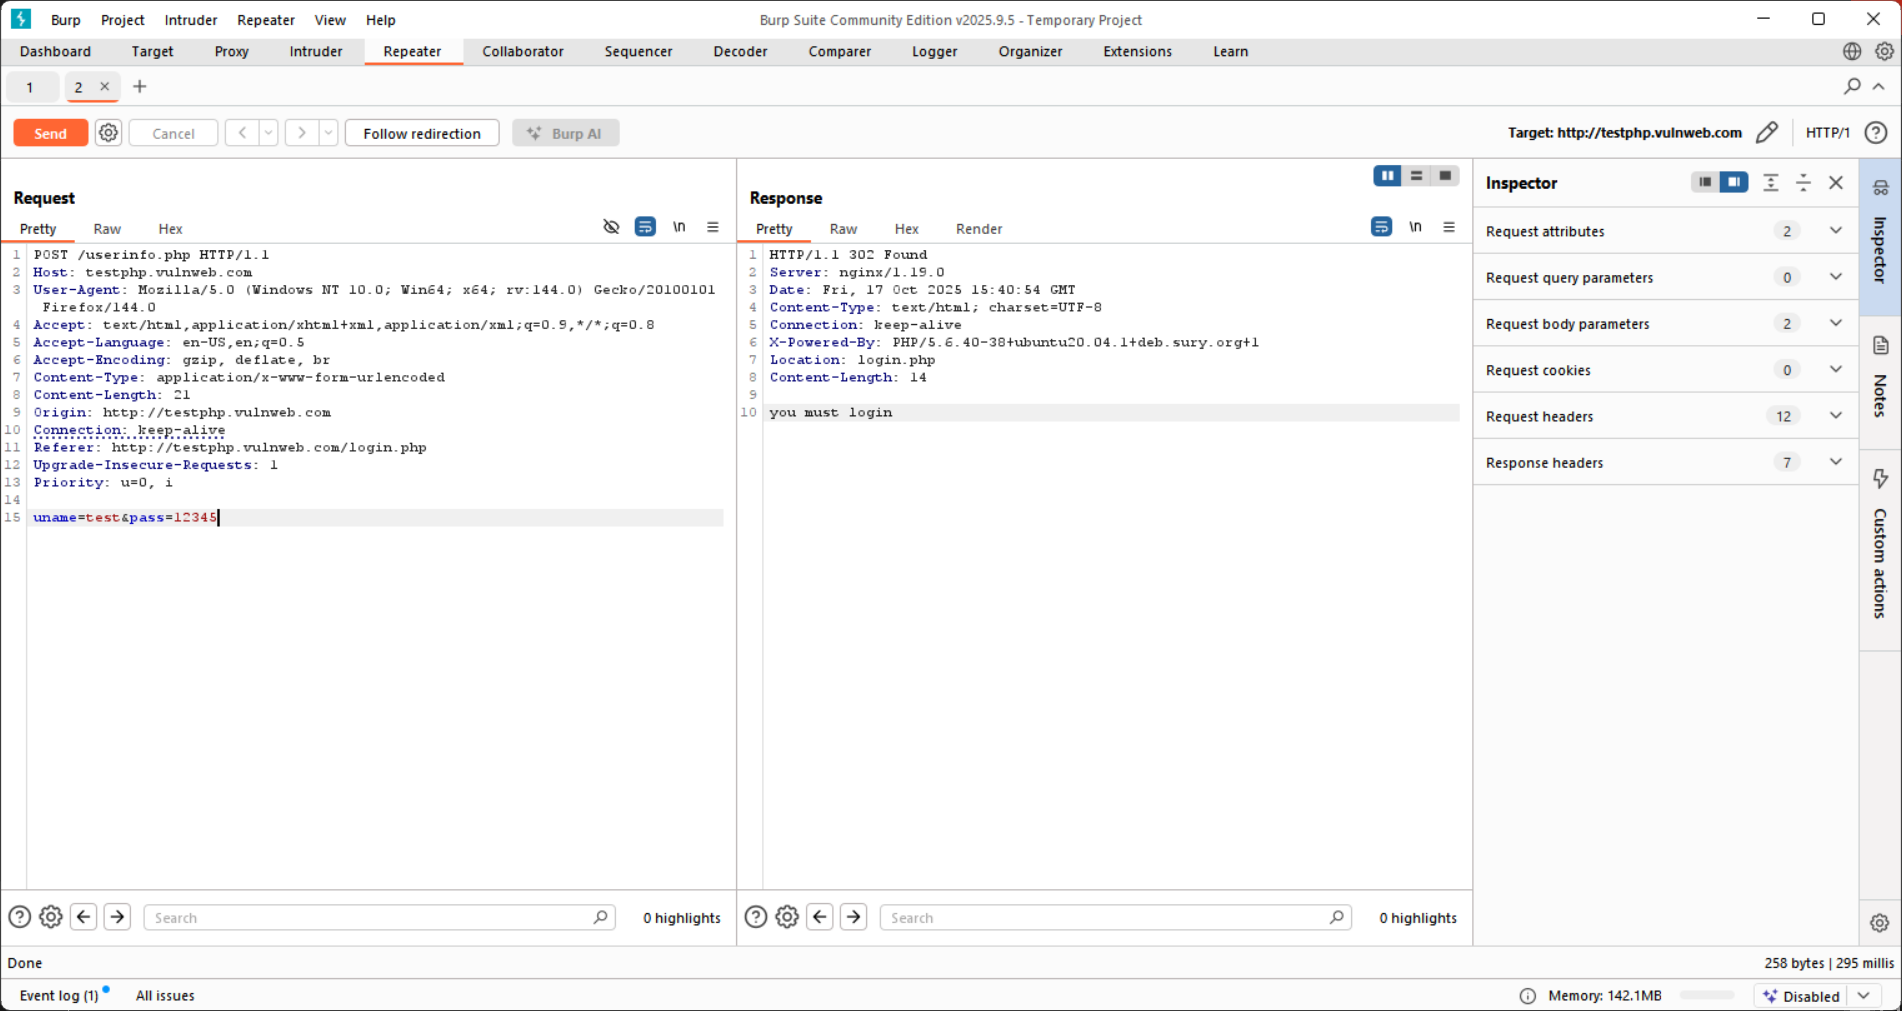 Burp Project Intruder Repeater View Help
Burp Suite Community Edition v2025.9.5 - Temporary Project
Dashboard Target Proxy Intruder Repeater Collaborator Sequencer Decoder Comparer Logger Organizer Extensions Learn
1 2
Send Cancel Follow redirection Burp AI
Target: http://testphp.vulnweb.com HTTP/1
Request
Pretty Raw Hex \n
1 POST /userinfo.php HTTP/1.1
2 Host: testphp.vulnweb.com
3 User-Agent: Mozilla/5.0 (Windows NT 10.0; Win64; x64; rv:144.0) Gecko/20100101
Firefox/144.0
4 Accept: text/html,application/xhtml+xml,application/xml;q=0.9,*/*;q=0.8
5 Accept-Language: en-US,en;q=0.5
6 Accept-Encoding: gzip, deflate, br
7 Content-Type: application/x-www-form-urlencoded
8 Content-Length: 21
9 Origin: http://testphp.vulnweb.com
10 Connection: keep-alive
11 Referer: http://testphp.vulnweb.com/login.php
12 Upgrade-Insecure-Requests: 1
13 Priority: u=0, i
14
15 uname=test&pass=12345
Search
0 highlights
Response
Pretty Raw Hex Render \n
1 HTTP/1.1 302 Found
2 Server: nginx/1.19.0
3 Date: Fri, 17 Oct 2025 15:40:54 GMT
4 Content-Type: text/html; charset=UTF-8
5 Connection: keep-alive
6 X-Powered-By: PHP/5.6.40-38+ubuntu20.04.1+deb.sury.org+1
7 Location: login.php
8 Content-Length: 14
9
10 you must login
Search
0 highlights
Inspector
Request attributes 2
Request query parameters 0
Request body parameters 2
Request cookies 0
Request headers 12
Response headers 7
Inspector
Notes
Custom actions
Done
258 bytes | 295 millis
Event log (1) All issues
Memory: 142.1MB
Disabled